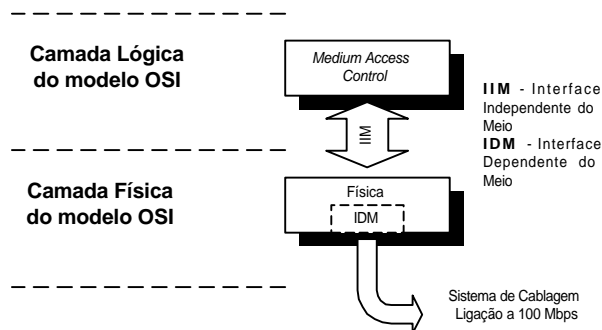 Camada Lógica
do modelo OSI
Medium Access
Control
IIM
IIM - Interface
Independente do
Meio
IDM - Interface
Dependente do
Meio
Camada Física
do modelo OSI
Física
IDM
Sistema de Cablagem
Ligação a 100 Mbps